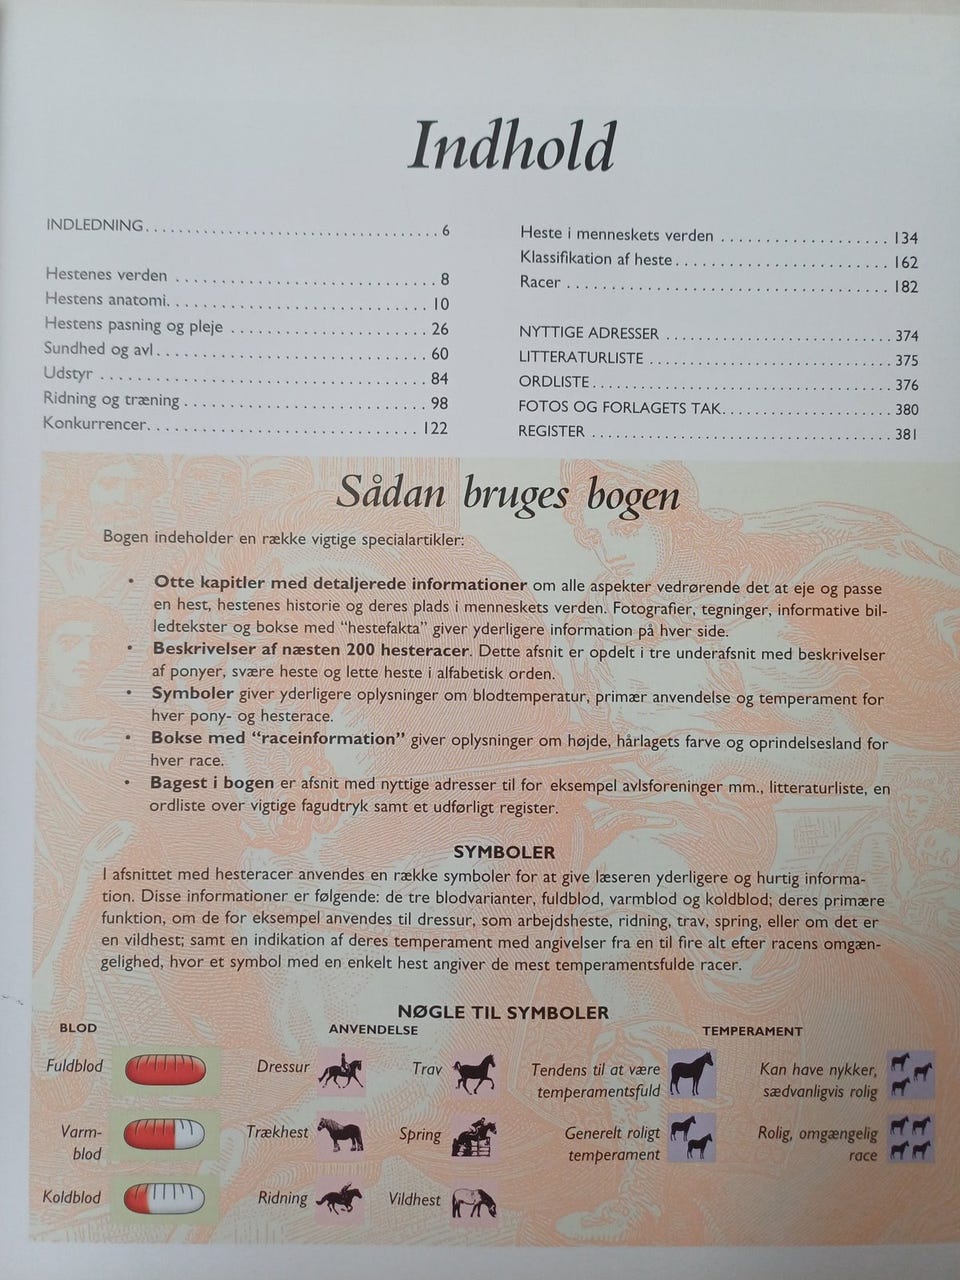 Indhold
INDLEDNING . . . . . . . . . . . . . . . . . . . . . . . . . . . . . . . . . . 6
Hestenes verden . . . . . . . . . . . . . . . . . . . . . . . . . . . . . . 8
Hestens anatomi. . . . . . . . . . . . . . . . . . . . . . . . . . . . . . 10
Hestens pasning og pleje . . . . . . . . . . . . . . . . . . . . . . . 26
Sundhed og avl . . . . . . . . . . . . . . . . . . . . . . . . . . . . . . 60
Udstyr . . . . . . . . . . . . . . . . . . . . . . . . . . . . . . . . . . . . . 84
Ridning og træning . . . . . . . . . . . . . . . . . . . . . . . . . . . 98
Konkurrencer. . . . . . . . . . . . . . . . . . . . . . . . . . . . . . . 122
Heste i menneskets verden . . . . . . . . . . . . . . . . . . . 134
Klassifikation af heste . . . . . . . . . . . . . . . . . . . . . . . . 162
Racer . . . . . . . . . . . . . . . . . . . . . . . . . . . . . . . . . . . . 182
NYTTIGE ADRESSER . . . . . . . . . . . . . . . . . . . . . . . . . 374
LITTERATURLISTE . . . . . . . . . . . . . . . . . . . . . . . . . . . 375
ORDLISTE . . . . . . . . . . . . . . . . . . . . . . . . . . . . . . . . . 376
FOTOS OG FORLAGETS TAK. . . . . . . . . . . . . . . . . . . 380
REGISTER . . . . . . . . . . . . . . . . . . . . . . . . . . . . . . . . . 381
Sådan bruges bogen
Bogen indeholder en række vigtige specialartikler:
• Otte kapitler med detaljerede informationer om alle aspekter vedrørende det at eje og passe
en hest, hestenes historie og deres plads i menneskets verden. Fotografier, tegninger, informative bil-
ledtekster og bokse med “hestefakta” giver yderligere information på hver side.
• Beskrivelser af næsten 200 hesteracer. Dette afsnit er opdelt i tre underafsnit med beskrivelser
af ponyer, svære heste og lette heste i alfabetisk orden.
• Symboler giver yderligere oplysninger om blodtemperatur, primær anvendelse og temperament for
hver pony- og hesterace.
• Bokse med “raceinformation” giver oplysninger om højde, hårlagets farve og oprindelsesland for
hver race.
• Bagest i bogen er afsnit med nyttige adresser til for eksempel avlsforeninger mm., litteraturliste, en
ordliste over vigtige fagudtryk samt et udførligt register.
SYMBOLER
I afsnittet med hesteracer anvendes en række symboler for at give læseren yderligere og hurtig informa-
tion. Disse informationer er følgende: de tre blodvarianter, fuldblod, varmblod og koldblod; deres primære
funktion, om de for eksempel anvendes til dressur, som arbejdsheste, ridning, trav, spring, eller om det er
en vildhest; samt en indikation af deres temperament med angivelser fra en til fire alt efter racens omgæn-
gelighed, hvor et symbol med en enkelt hest angiver de mest temperamentsfulde racer.
NØGLE TIL SYMBOLER
BLOD
Fuldblod
Varm-
blod
Koldblod
ANVENDELSE
Dressur
Trækhest
Ridning
Trav
Spring
Vildhest
TEMPERAMENT
Tendens til at være
temperamentsfuld
Generelt roligt
temperament
Kan have nykker,
sædvanligvis rolig
Rolig, omgængelig
race